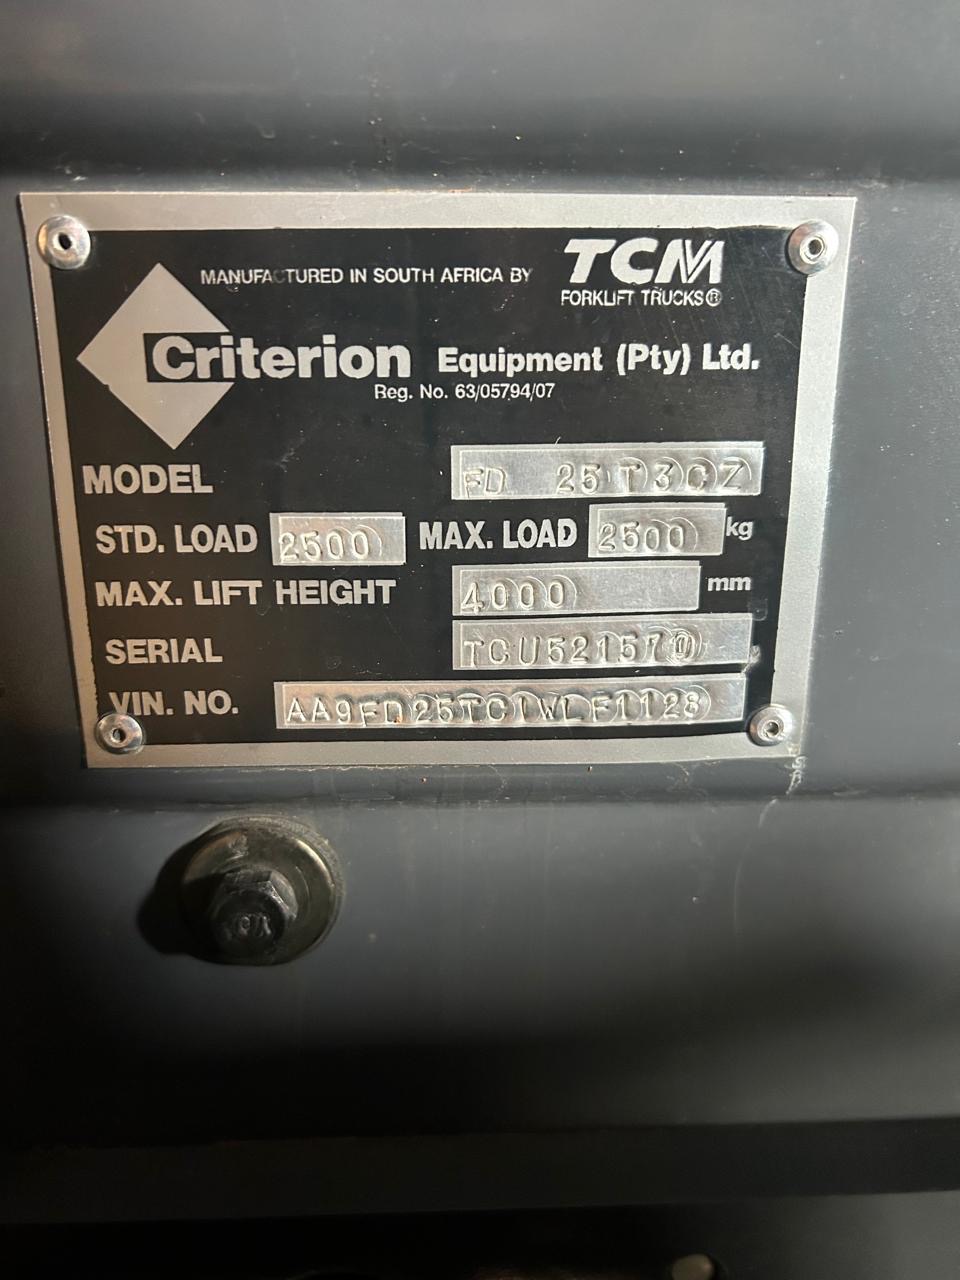 MANUFACTURED IN SOUTH AFRICA BY TCM
FORKLIFT TRUCKS®
Criterion Equipment (Pty) Ltd.
Reg. No. 63/05794/07
MODEL FD 25T3CZ
STD. LOAD 2500 MAX. LOAD 2500 kg
MAX. LIFT HEIGHT 4000 mm
SERIAL
VIN. NO. AA9FD25TC1WLF1128